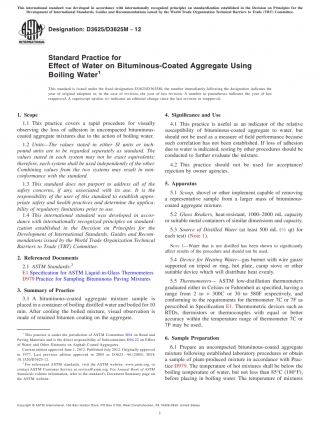 This international standard was developed in accordance with internationally recognized principles on standardization established in the Decision on Principles for the
Development of International Standards, Guides and Recommendations issued by the World Trade Organization Technical Barriers to Trade (TBT) Committee.
Designation: D3625/D3625M − 12
INTERNATIONAL
Standard Practice for
Effect of Water on Bituminous-Coated Aggregate Using
Boiling Water1
This standard is issued under the fixed designation D3625/D3625M; the number immediately following the designation indicates the
year of original adoption or, in the case of revision, the year of last revision. A number in parentheses indicates the year of last
reapproval. A superscript epsilon (ε) indicates an editorial change since the last revision or reapproval.
1. Scope
1.1 This practice covers a rapid procedure for visually
observing the loss of adhesion in uncompacted bituminous-
coated aggregate mixtures due to the action of boiling water.
1.2 Units—The values stated in either SI units or inch-
pound units are to be regarded separately as standard. The
values stated in each system may not be exact equivalents;
therefore, each system shall be used independently of the other.
Combining values from the two systems may result in non-
conformance with the standard.
1.3 This standard does not purport to address all of the
safety concerns, if any, associated with its use. It is the
responsibility of the user of this standard to establish appro-
priate safety and health practices and determine the applica-
bility of regulatory limitations prior to use.
1.4 This international standard was developed in accor-
dance with internationally recognized principles on standard-
ization established in the Decision on Principles for the
Development of International Standards, Guides and Recom-
mendations issued by the World Trade Organization Technical
Barriers to Trade (TBT) Committee.
2. Referenced Documents
2.1 ASTM Standards:2
E1 Specification for ASTM Liquid-in-Glass Thermometers
D979 Practice for Sampling Bituminous Paving Mixtures
3. Summary of Practice
3.1 A bituminous-coated aggregate mixture sample is
placed in a container of boiling distilled water and boiled for 10
min. After cooling the boiled mixture, visual observation is
made of retained bitumen coating on the aggregate.
1 This practice is under the jurisdiction of ASTM Committee D04 on Road and
Paving Materials and is the direct responsibility of Subcommittee D04.22 on Effect
of Water and Other Elements on Asphalt Coated Aggregates.
Current edition approved June 1, 2012. Published July 2012. Originally approved
in 1977. Last previous edition approved in 2005 as
2 For referenced ASTM standards, visit the ASTM website, www.astm.org, or
contact ASTM Customer Service at service@astm.org. For Annual Book of ASTM
Standards volume information, refer to the standard's Document Summary page on
the ASTM website.
4. Significance and Use
4.1 This practice is useful as an indicator of the relative
susceptibility of bituminous-coated aggregate to water, but
should not be used as a measure of field performance because
such correlation has not been established. If loss of adhesion
due to water is indicated, testing by other procedures should be
conducted to further evaluate the mixture.
4.2 This practice should not be used for acceptance/
rejection by owner agencies.
5. Apparatus
5.1 Scoop, shovel or other implement capable of removing
a representative sample from a larger mass of bituminous-
coated aggregate mixture.
5.2 Glass Beakers, heat-resistant, 1000–2000 mL capacity
or suitable metal containers of similar dimensions and capacity.
5.3 Source of Distilled Water (at least 500 mL (½ qt) for
each test) (Note 1).
NOTE 1—Water that is not distilled has been shown to significantly
affect results of the procedure and should not be used.
5.4 Device for Heating Water—gas burner with wire gauze
supported on tripod or ring, hot plate, camp stove or other
suitable device which will distribute heat evenly.
5.5 Thermometers— ASTM low-distillation thermometers
graduated either in Celsius or Fahrenheit as specified, having a
range from 2 to 300C or 30 to 580F respectively, and
conforming to the requirements for thermometer 7C or 7F as
prescribed in Specification E1. Thermometric devices such as
RTDs, thermistors or thermocouples with equal or better
accuracy within the temperature range of thermometer 7C or
7F may be used.
6. Sample Preparation
6.1 Prepare an uncompacted bituminous-coated aggregate
mixture following established laboratory procedures or obtain
a sample of plant-produced mixture in accordance with Prac-
tice D979. The temperature of hot mixtures shall be below the
boiling temperature of water, but not less than 85°C (180°F),
before placing in boiling water. The temperature of mixtures
Copyright © ASTM International, 100 Barr Harbor Drive, PO Box C700, West Conshohocken, PA 19428-2959. United States
1